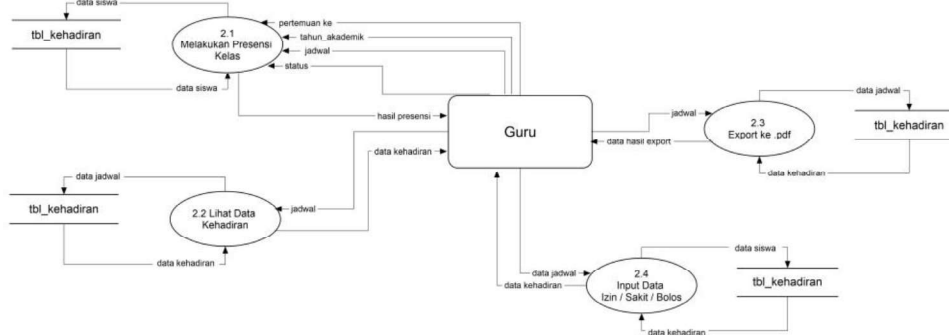 data siswa
tbl_kehadiran
data siswa
2.1
Melakukan Presensi
Kelas
pertemuan ke
tahun_akademik
jadwal
status
hasil presensi
Guru
jadwal
data hasil export
2.3
Export ke .pdf
data jadwal
tbl_kehadiran
data kehadiran
data kehadiran
jadwal
data jadwal
tbl_kehadiran
data kehadiran
2.2 Lihat Data
Kehadiran
data jadwal
data kehadiran
2.4
Input Data
Izin / Sakit / Bolos
data siswa
tbl_kehadiran
data kehadiran